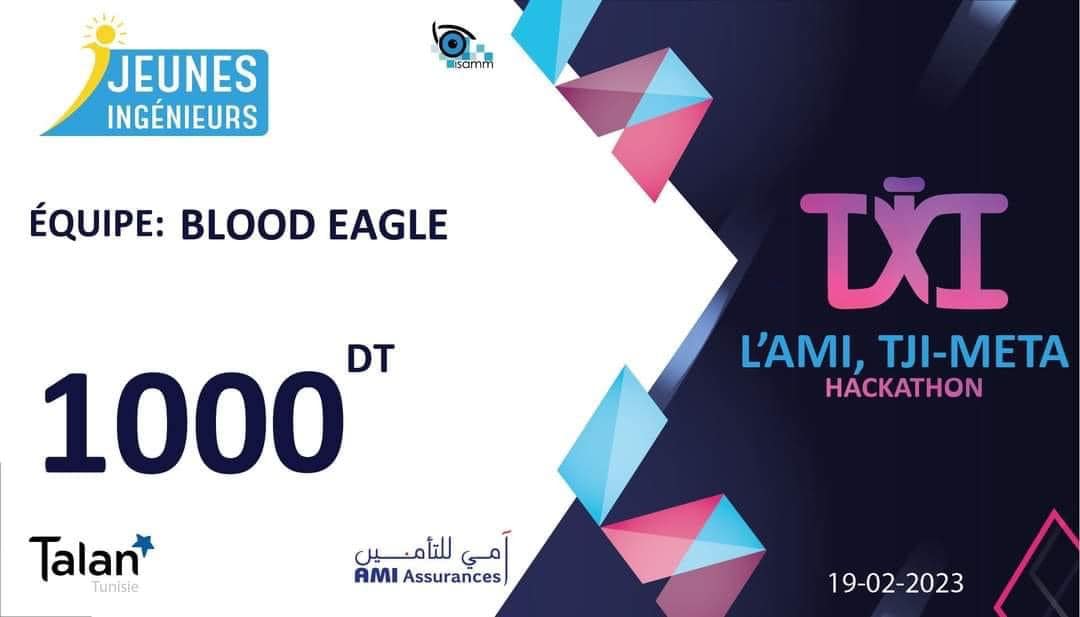 JEUNES
INGÉNIEURS
isamm
ÉQUIPE: BLOOD EAGLE
1000 DT
TJI
L'AMI, TJI-META
HACKATHON
Talan
Tunisie
أمي للتأمين
AMI Assurances
19-02-2023